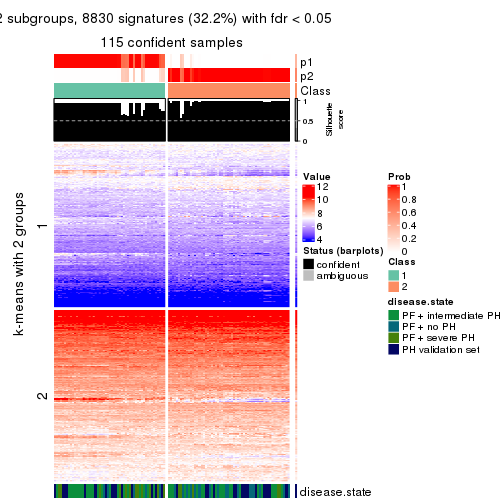 2 subgroups, 8830 signatures (32.2%) with fdr < 0.05
115 confident samples
p1
p2
Class
1
0.5
0
Silhouette
score
k-means with 2 groups
1
2
Value
12
10
8
6
4
Status (barplots)
confident
ambiguous
Prob
1
0.8
0.6
0.4
0.2
0
Class
1
2
disease.state
PF + intermediate PH
PF + no PH
PF + severe PH
PH validation set
disease.state